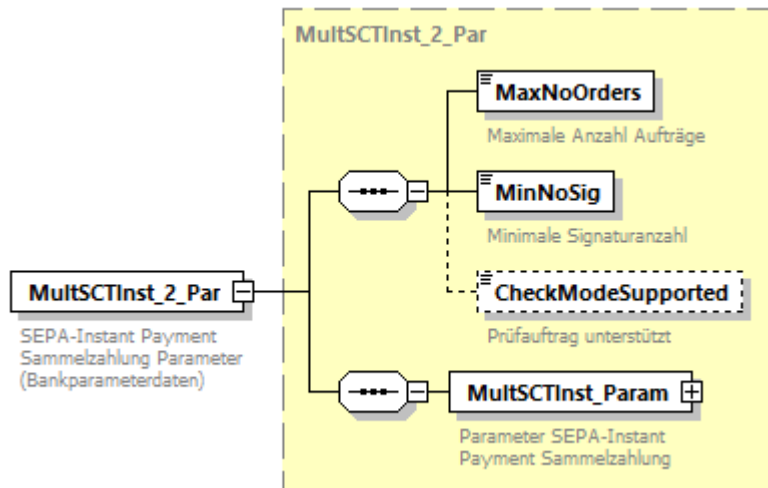 MultSCTInst_2_Par
MaxNoOrders
Maximale Anzahl Aufträge
MinNoSig
Minimale Signaturanzahl
CheckModeSupported
Prüfauftrag unterstützt
MultSCTInst_2_Par
SEPA-Instant Payment
Sammelzahlung Parameter
(Bankparameterdaten)
MultSCTInst_Param
Parameter SEPA-Instant
Payment Sammelzahlung